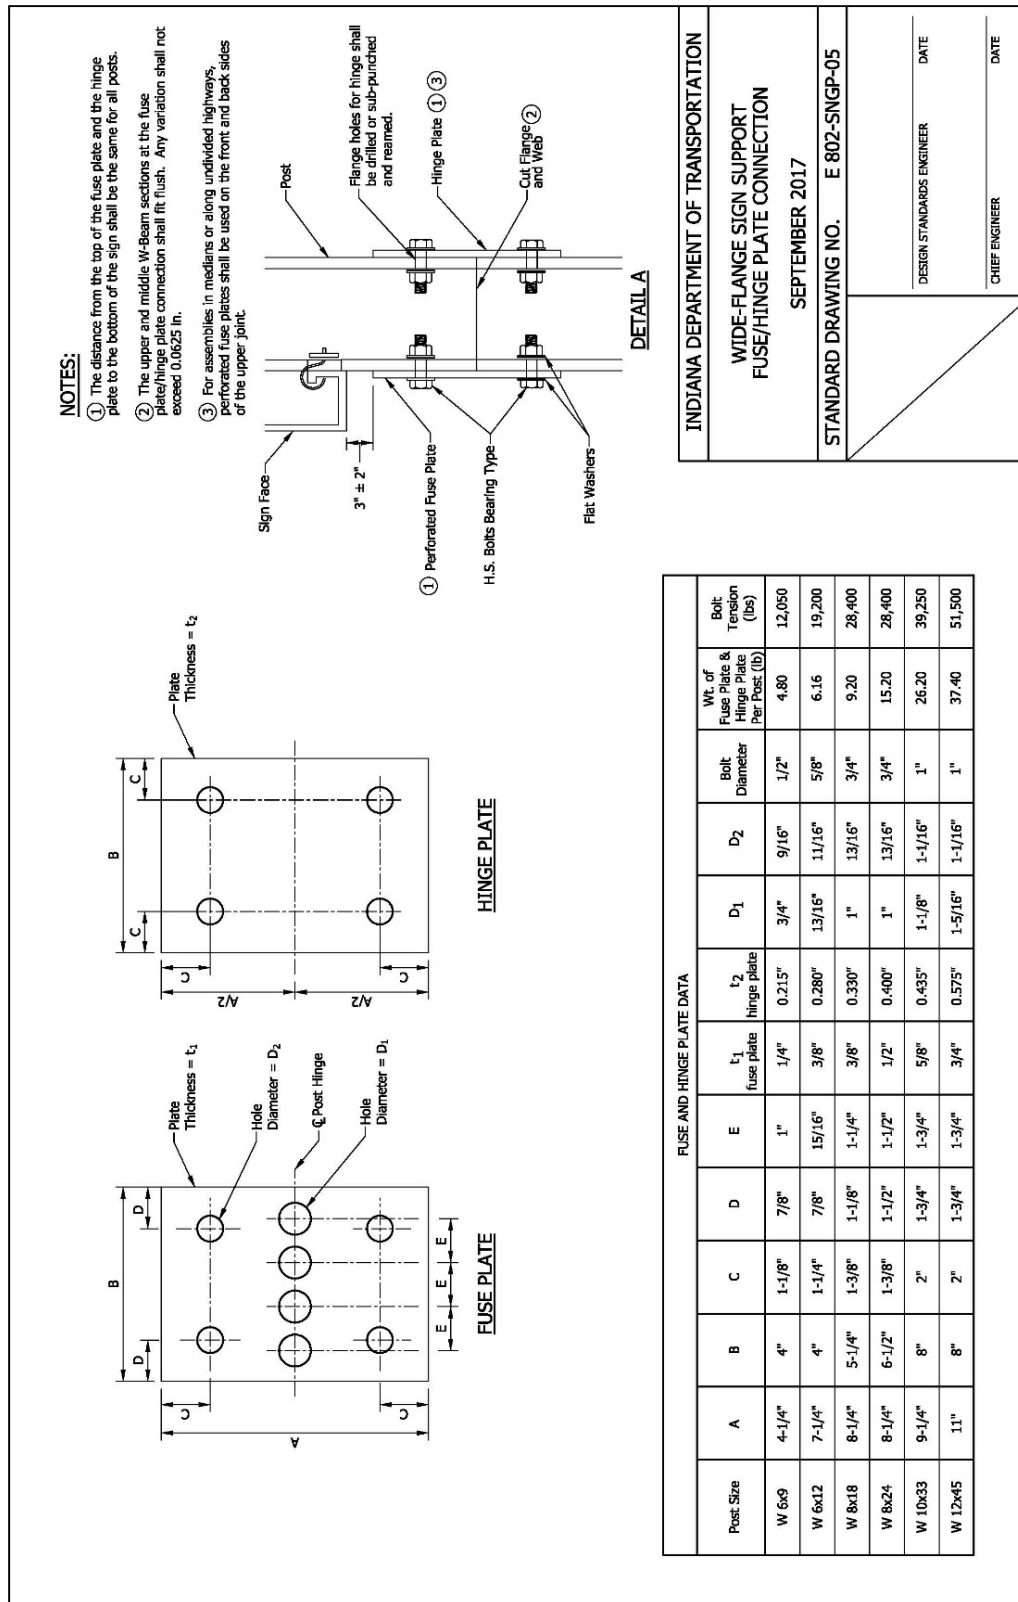 NOTES:
① The distance from the top of the fuse plate and the hinge
plate to the bottom of the sign shall be the same for all posts.
② The upper and middle W-Beam sections at the fuse
plate/hinge plate connection shall fit flush. Any variation shall not
exceed 0.0625 in.
③ For assemblies in medians or along undivided highways,
perforated fuse plates shall be used on the front and back sides
of the upper joint.
B
D
D
C
C
A
E
E
E
Plate
Thickness = t₁
Hole
Diameter = D₂
℄ Post Hinge
Hole
Diameter = D₁
FUSE PLATE
B
C
C
C
C
A/2
A/2
Plate
Thickness = t₂
HINGE PLATE
Sign Face
3" ± 2"
① Perforated Fuse Plate
H.S. Bolts Bearing Type
Flat Washers
Post
Flange holes for hinge shall
be drilled or sub-punched
and reamed.
Hinge Plate ① ③
Cut Flange ②
and Web
DETAIL A
FUSE AND HINGE PLATE DATA
Post Size A B C D E t₁ fuse plate t₂ hinge plate D₁ D₂ Bolt Diameter Wt. of Fuse Plate & Hinge Plate Per Post (lb) Bolt Tension (lbs)
W 6x9 4-1/4" 4" 1-1/8" 7/8" 1" 1/4" 0.215" 3/4" 9/16" 1/2" 4.80 12,050
W 6x12 7-1/4" 4" 1-1/4" 7/8" 15/16" 3/8" 0.280" 13/16" 11/16" 5/8" 6.16 19,200
W 8x18 8-1/4" 5-1/4" 1-3/8" 1-1/8" 1-1/4" 3/8" 0.330" 1" 13/16" 3/4" 9.20 28,400
W 8x24 8-1/4" 6-1/2" 1-3/8" 1-1/2" 1-1/2" 1/2" 0.400" 1" 13/16" 3/4" 15.20 28,400
W 10x33 9-1/4" 8" 2" 1-3/4" 1-3/4" 5/8" 0.435" 1-1/8" 1-1/16" 1" 26.20 39,250
W 12x45 11" 8" 2" 1-3/4" 1-3/4" 3/4" 0.575" 1-5/16" 1-1/16" 1" 37.40 51,500
INDIANA DEPARTMENT OF TRANSPORTATION
WIDE-FLANGE SIGN SUPPORT
FUSE/HINGE PLATE CONNECTION
SEPTEMBER 2017
STANDARD DRAWING NO. E 802-SNGP-05
DESIGN STANDARDS ENGINEER DATE
CHIEF ENGINEER DATE